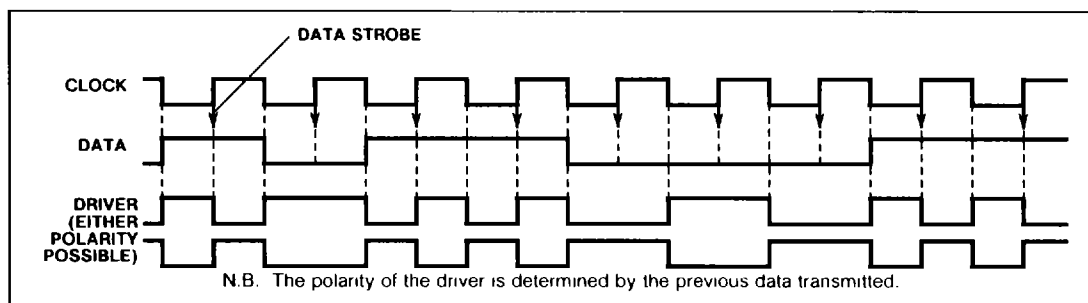 DATA STROBE
CLOCK
DATA
DRIVER
(EITHER
POLARITY
POSSIBLE)
N.B. The polarity of the driver is determined by the previous data transmitted.